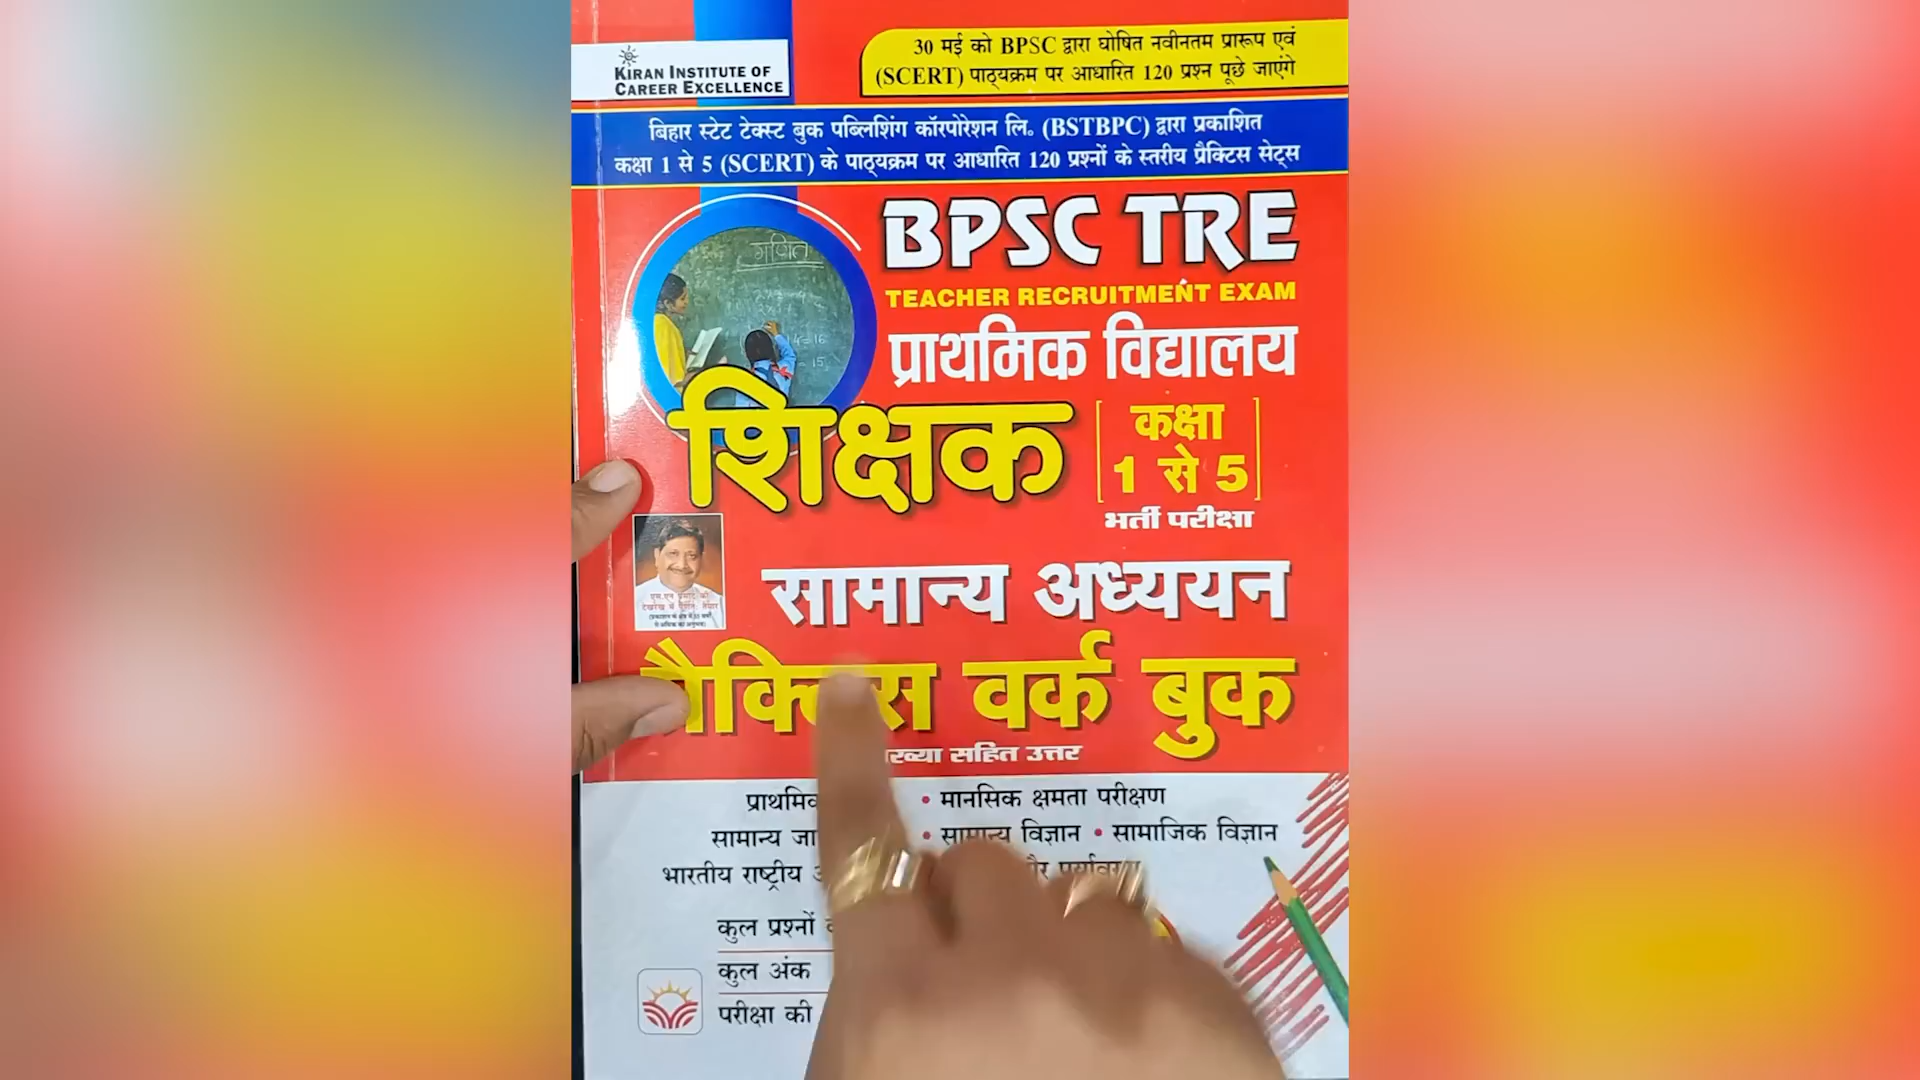 KIRAN INSTITUTE OF
CAREER EXCELLENCE
30 मई को BPSC द्वारा घोषित नवीनतम प्रारूप एवं
(SCERT) पाठ्यक्रम पर आधारित 120 प्रश्न पूछे जाएंगे
बिहार स्टेट टेक्स्ट बुक पब्लिशिंग कॉरपोरेशन लि. (BSTBPC) द्वारा प्रकाशित
कक्षा 1 से 5 (SCERT) के पाठ्यक्रम पर आधारित 120 प्रश्नों के स्तरीय प्रैक्टिस सेट्स
गणित
BPSC TRE
TEACHER RECRUITMENT EXAM
प्राथमिक विद्यालय
शिक्षक
कक्षा
1 से 5
भर्ती परीक्षा
सामान्य अध्ययन
वर्क बुक
सहित उत्तर
• मानसिक क्षमता परीक्षण
सामान्य
• सामान्य विज्ञान • सामाजिक विज्ञान
भारतीय राष्ट्रीय
कुल प्रश्नों
कुल अंक
परीक्षा की